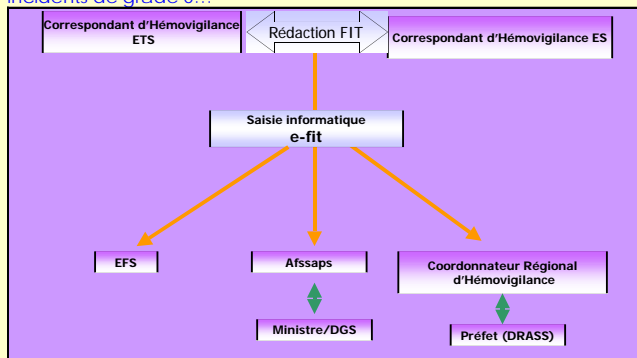 incidents de grade 0…
Correspondant d'Hémovigilance
ETS
Rédaction FIT
Correspondant d'Hémovigilance ES
Saisie informatique
e-fit
EFS
Afssaps
Coordonnateur Régional
d'Hémovigilance
Ministre/DGS
Préfet (DRASS)